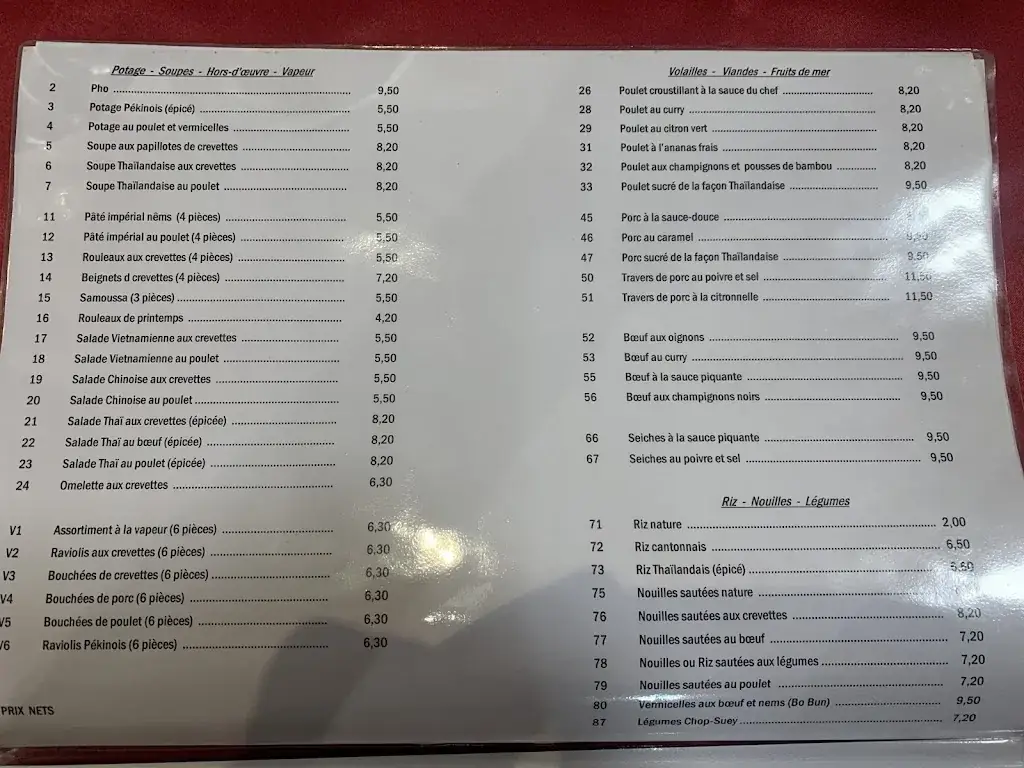 Potage - Soupes - Hors-d'œuvre - Vapeur
2 Pho 9,50
3 Potage Pékinois (épicé) 5,50
4 Potage au poulet et vermicelles 5,50
5 Soupe aux papillotes de crevettes 8,20
6 Soupe Thaïlandaise aux crevettes 8,20
7 Soupe Thaïlandaise au poulet 8,20
11 Pâté impérial nêms (4 pièces) 5,50
12 Pâté impérial au poulet (4 pièces) 5,50
13 Rouleaux aux crevettes (4 pièces) 5,50
14 Beignets d crevettes (4 pièces) 7,20
15 Samoussa (3 pièces) 5,50
16 Rouleaux de printemps 4,20
17 Salade Vietnamienne aux crevettes 5,50
18 Salade Vietnamienne au poulet 5,50
19 Salade Chinoise aux crevettes 5,50
20 Salade Chinoise au poulet 5,50
21 Salade Thaï aux crevettes (épicée) 8,20
22 Salade Thaï au bœuf (épicée) 8,20
23 Salade Thaï au poulet (épicée) 8,20
24 Omelette aux crevettes 6,30
V1 Assortiment à la vapeur (6 pièces) 6,30
V2 Raviolis aux crevettes (6 pièces) 6,30
V3 Bouchées de crevettes (6 pièces) 6,30
V4 Bouchées de porc (6 pièces) 6,30
V5 Bouchées de poulet (6 pièces) 6,30
V6 Raviolis Pékinois (6 pièces) 6,30
PRIX NETS
Volailles - Viandes - Fruits de mer
26 Poulet croustillant à la sauce du chef 8,20
28 Poulet au curry 8,20
29 Poulet au citron vert 8,20
31 Poulet à l'ananas frais 8,20
32 Poulet aux champignons et pousses de bambou 8,20
33 Poulet sucré de la façon Thaïlandaise 9,50
45 Porc à la sauce-douce
46 Porc au caramel
47 Porc sucré de la façon Thaïlandaise 9,50
50 Travers de porc au poivre et sel 11,50
51 Travers de porc à la citronnelle 11,50
52 Bœuf aux oignons 9,50
53 Bœuf au curry 9,50
55 Bœuf à la sauce piquante 9,50
56 Bœuf aux champignons noirs 9,50
66 Seiches à la sauce piquante 9,50
67 Seiches au poivre et sel 9,50
Riz - Nouilles - Légumes
71 Riz nature 2,00
72 Riz cantonnais 6,50
73 Riz Thaïlandais (épicé) 5,50
75 Nouilles sautées nature
76 Nouilles sautées aux crevettes 8,20
77 Nouilles sautées au bœuf 7,20
78 Nouilles ou Riz sautées aux légumes 7,20
79 Nouilles sautées au poulet 7,20
80 Vermicelles aux bœuf et nems (Bo Bun) 9,50
87 Légumes Chop-Suey 7,20